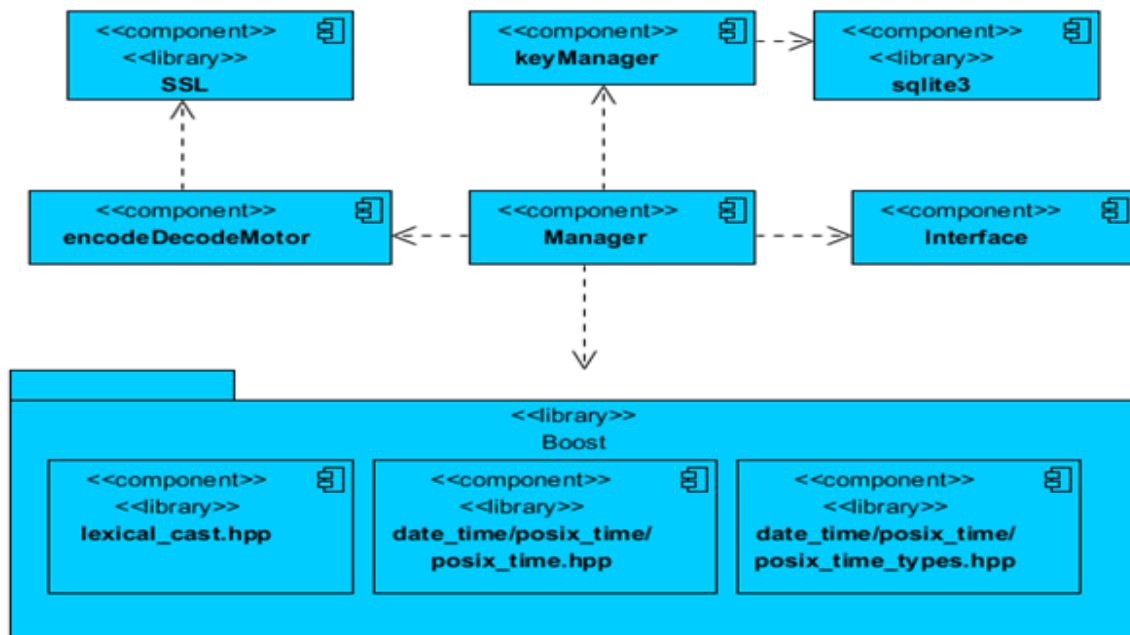 <<component>>
<<library>>
SSL
<<component>>
keyManager
<<component>>
<<library>>
sqlite3
<<component>>
encodeDecodeMotor
<<component>>
Manager
<<component>>
Interface
<<library>>
Boost
<<component>>
<<library>>
lexical_cast.hpp
<<component>>
<<library>>
date_time/posix_time/
posix_time.hpp
<<component>>
<<library>>
date_time/posix_time/
posix_time_types.hpp